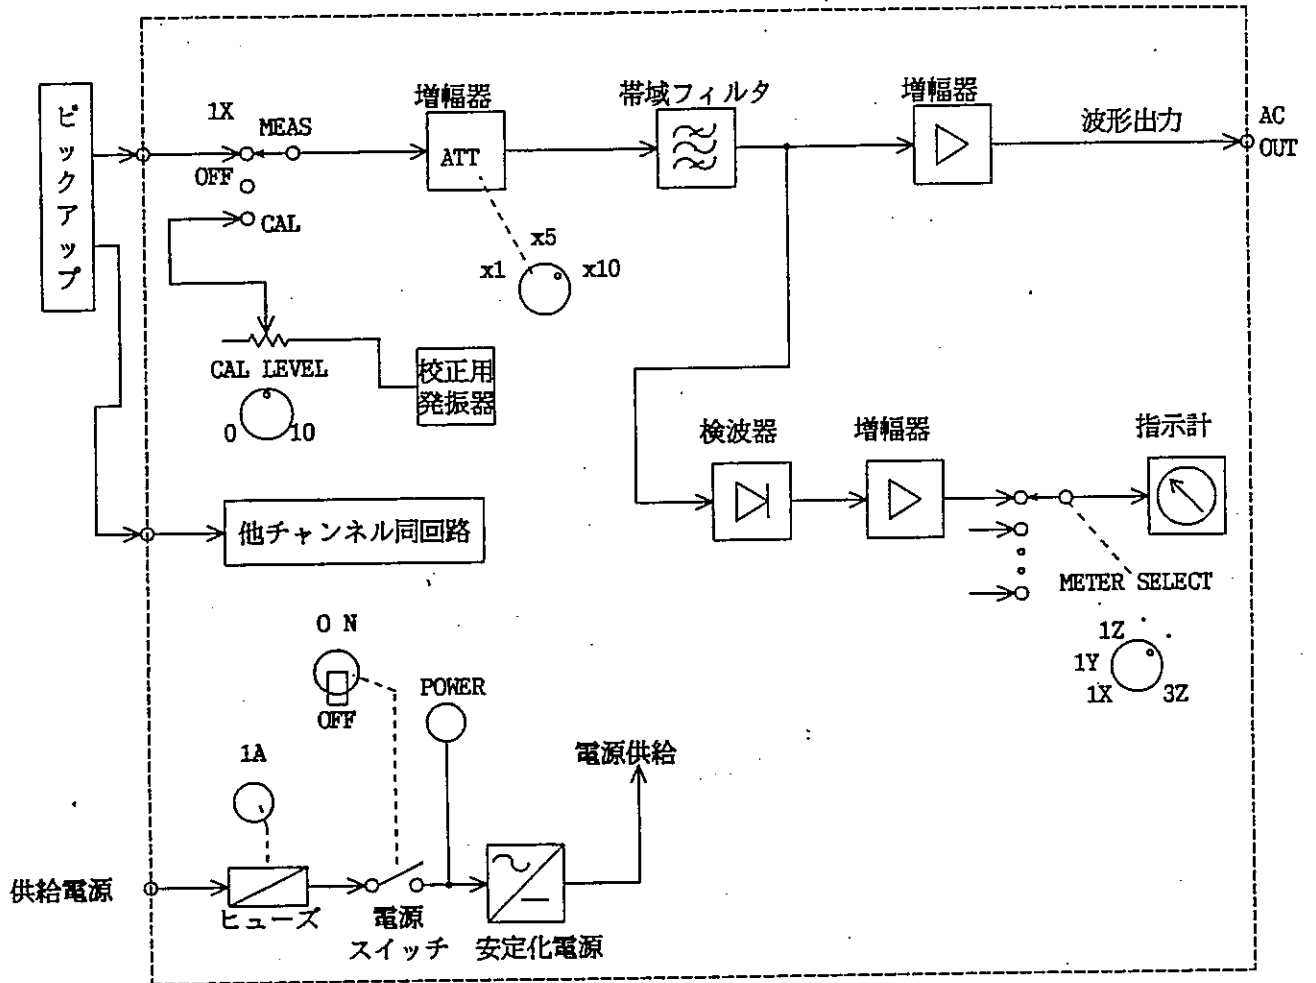 ピックアップ
1X
MEAS
OFF
CAL
増幅器
ATT
x1
x5
x10
帯域フィルタ
増幅器
波形出力
AC
OUT
CAL LEVEL
0
10
校正用
発振器
検波器
増幅器
指示計
METER SELECT
1Z
1Y
1X
3Z
他チャンネル同回路
O N
OFF
POWER
1A
電源供給
供給電源
ヒューズ
電源
スイッチ
安定化電源